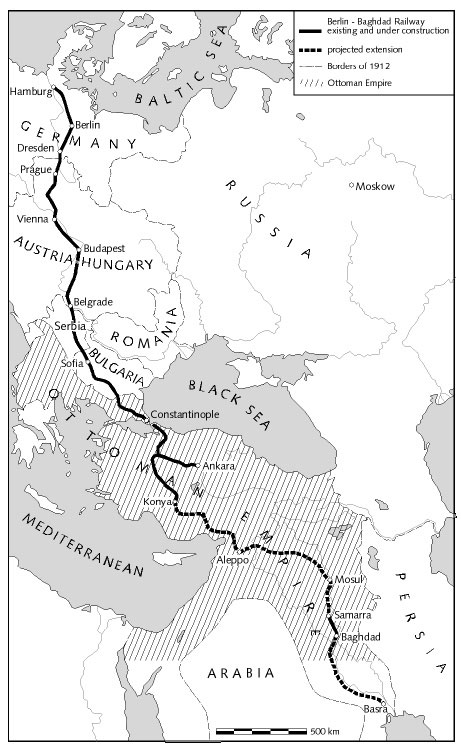 Berlin - Baghdad Railway
existing and under construction
projected extension
Borders of 1912
Ottoman Empire
BALTIC SEA
Hamburg
GERMANY
Berlin
Dresden
Prague
RUSSIA
Moskow
Vienna
AUSTRIA HUNGARY
Budapest
Belgrade
Serbia
ROMANIA
Sofia
BULGARIA
BLACK SEA
Constantinople
OTTOMAN EMPIRE
Ankara
Konya
MEDITERRANEAN
Aleppo
Mosul
PERSIA
Samarra
Baghdad
ARABIA
Basra
500 km